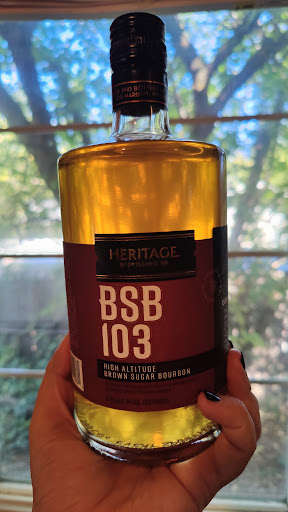 HERITAGE
BSB
103
HIGH ALTITUDE
BROWN SUGAR BOURBON